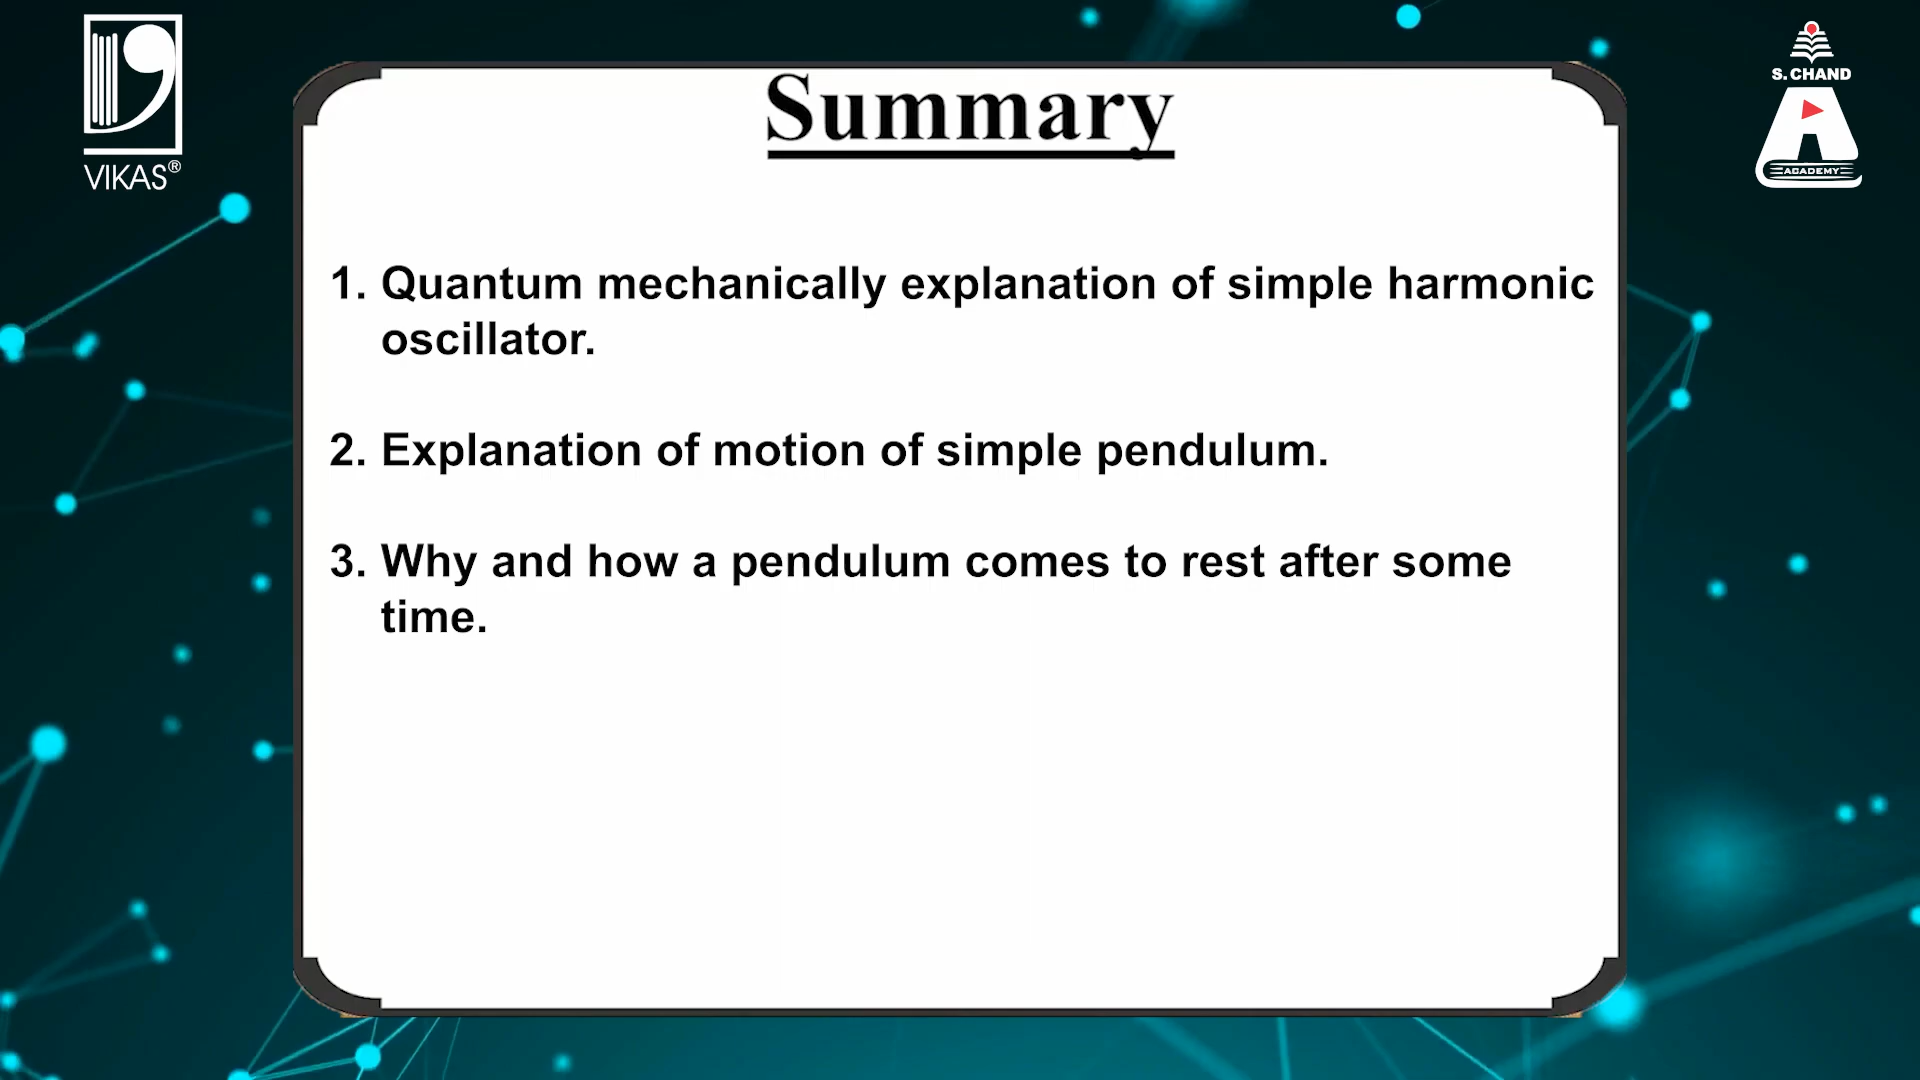 VIKAS®
S. CHAND
ACADEMY
Summary
1. Quantum mechanically explanation of simple harmonic
oscillator.
2. Explanation of motion of simple pendulum.
3. Why and how a pendulum comes to rest after some
time.